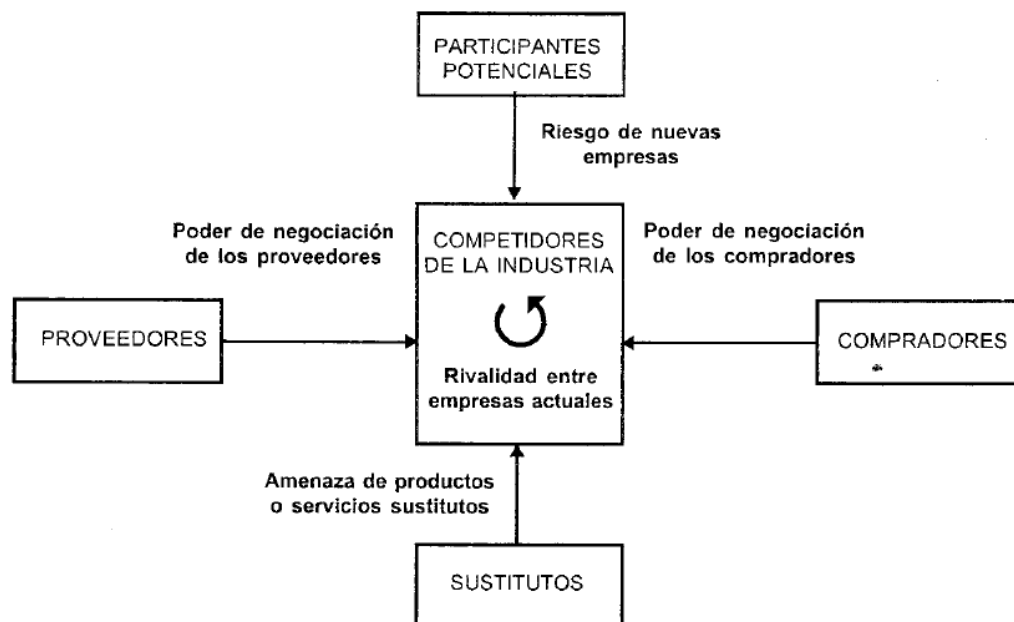 PARTICIPANTES
POTENCIALES
Riesgo de nuevas
empresas
Poder de negociación
de los proveedores
COMPETIDORES
DE LA INDUSTRIA
Poder de negociación
de los compradores
PROVEEDORES
COMPRADORES
Rivalidad entre
empresas actuales
Amenaza de productos
o servicios sustitutos
SUSTITUTOS